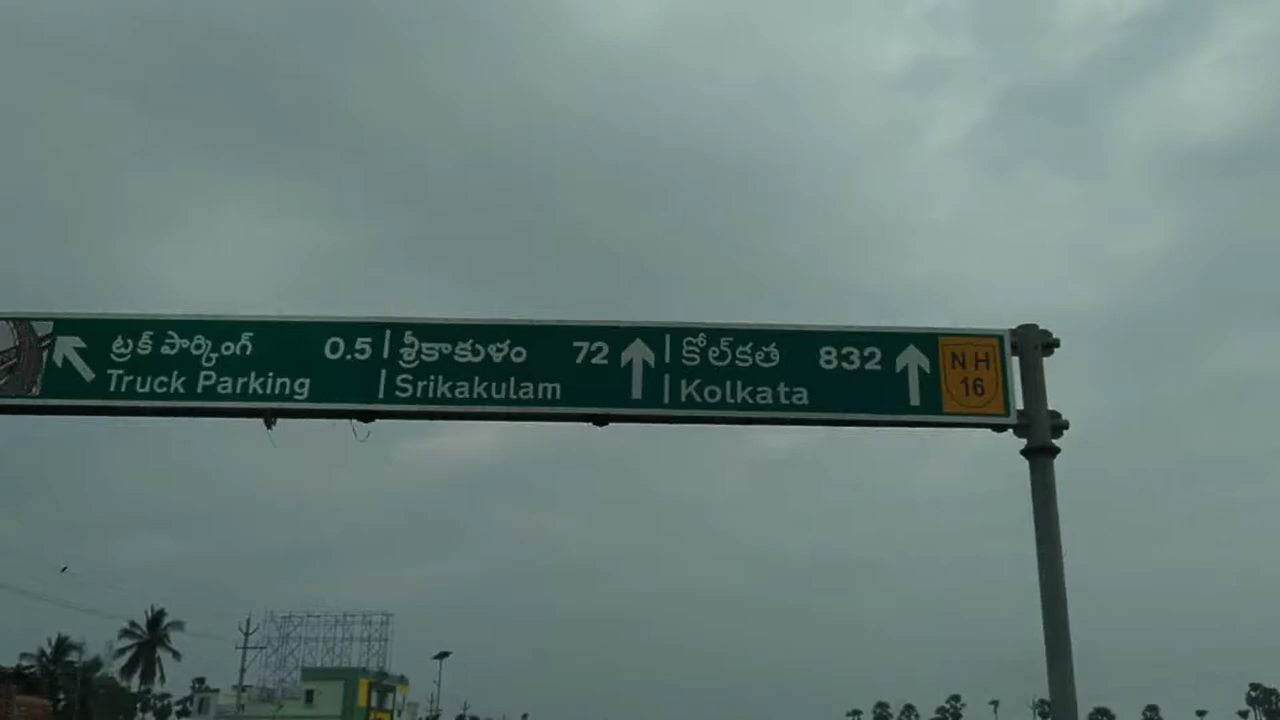 ట్రక్ పార్కింగ్ 0.5
Truck Parking
శ్రీకాకుళం 72
Srikakulam
కోల్‌కత 832
Kolkata
NH
16